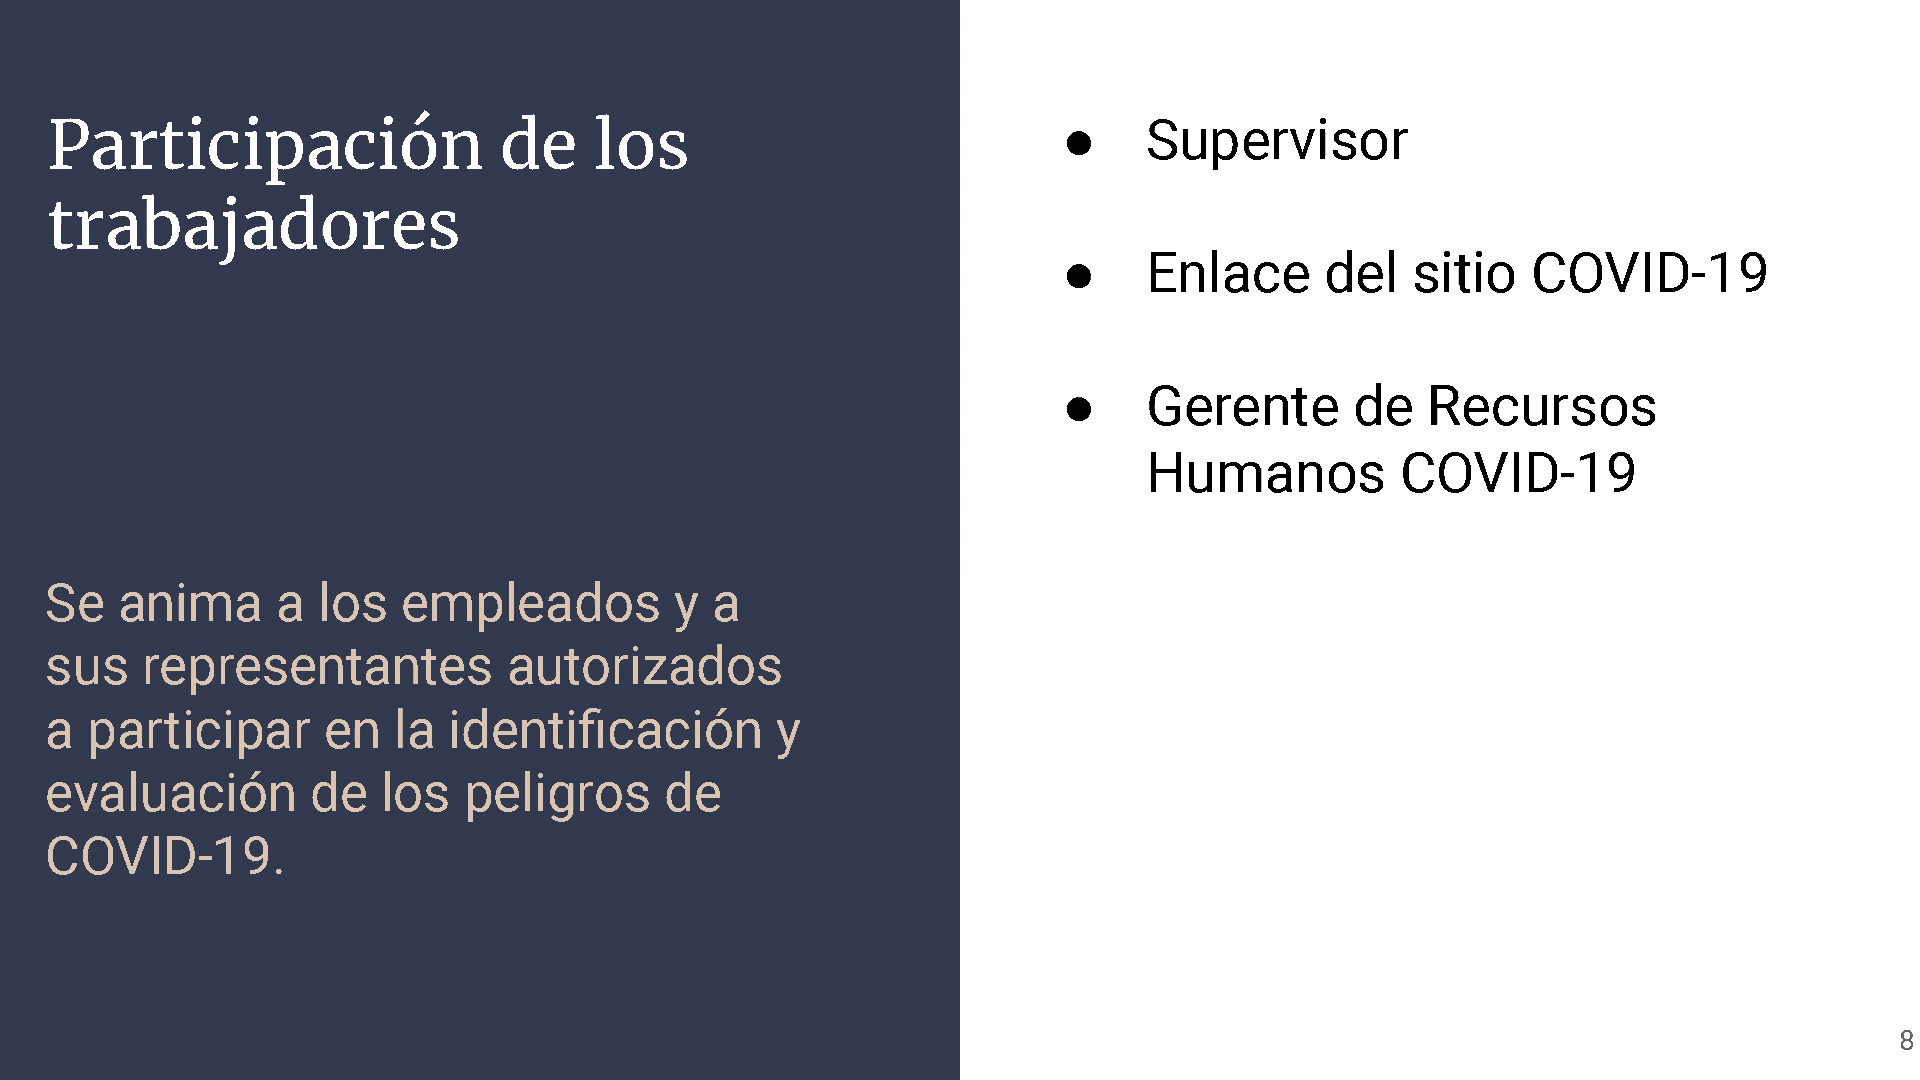 Participación de los
trabajadores
Se anima a los empleados y a
sus representantes autorizados
a participar en la identificación y
evaluación de los peligros de
COVID-19.
● Supervisor
● Enlace del sitio COVID-19
● Gerente de Recursos
Humanos COVID-19
8